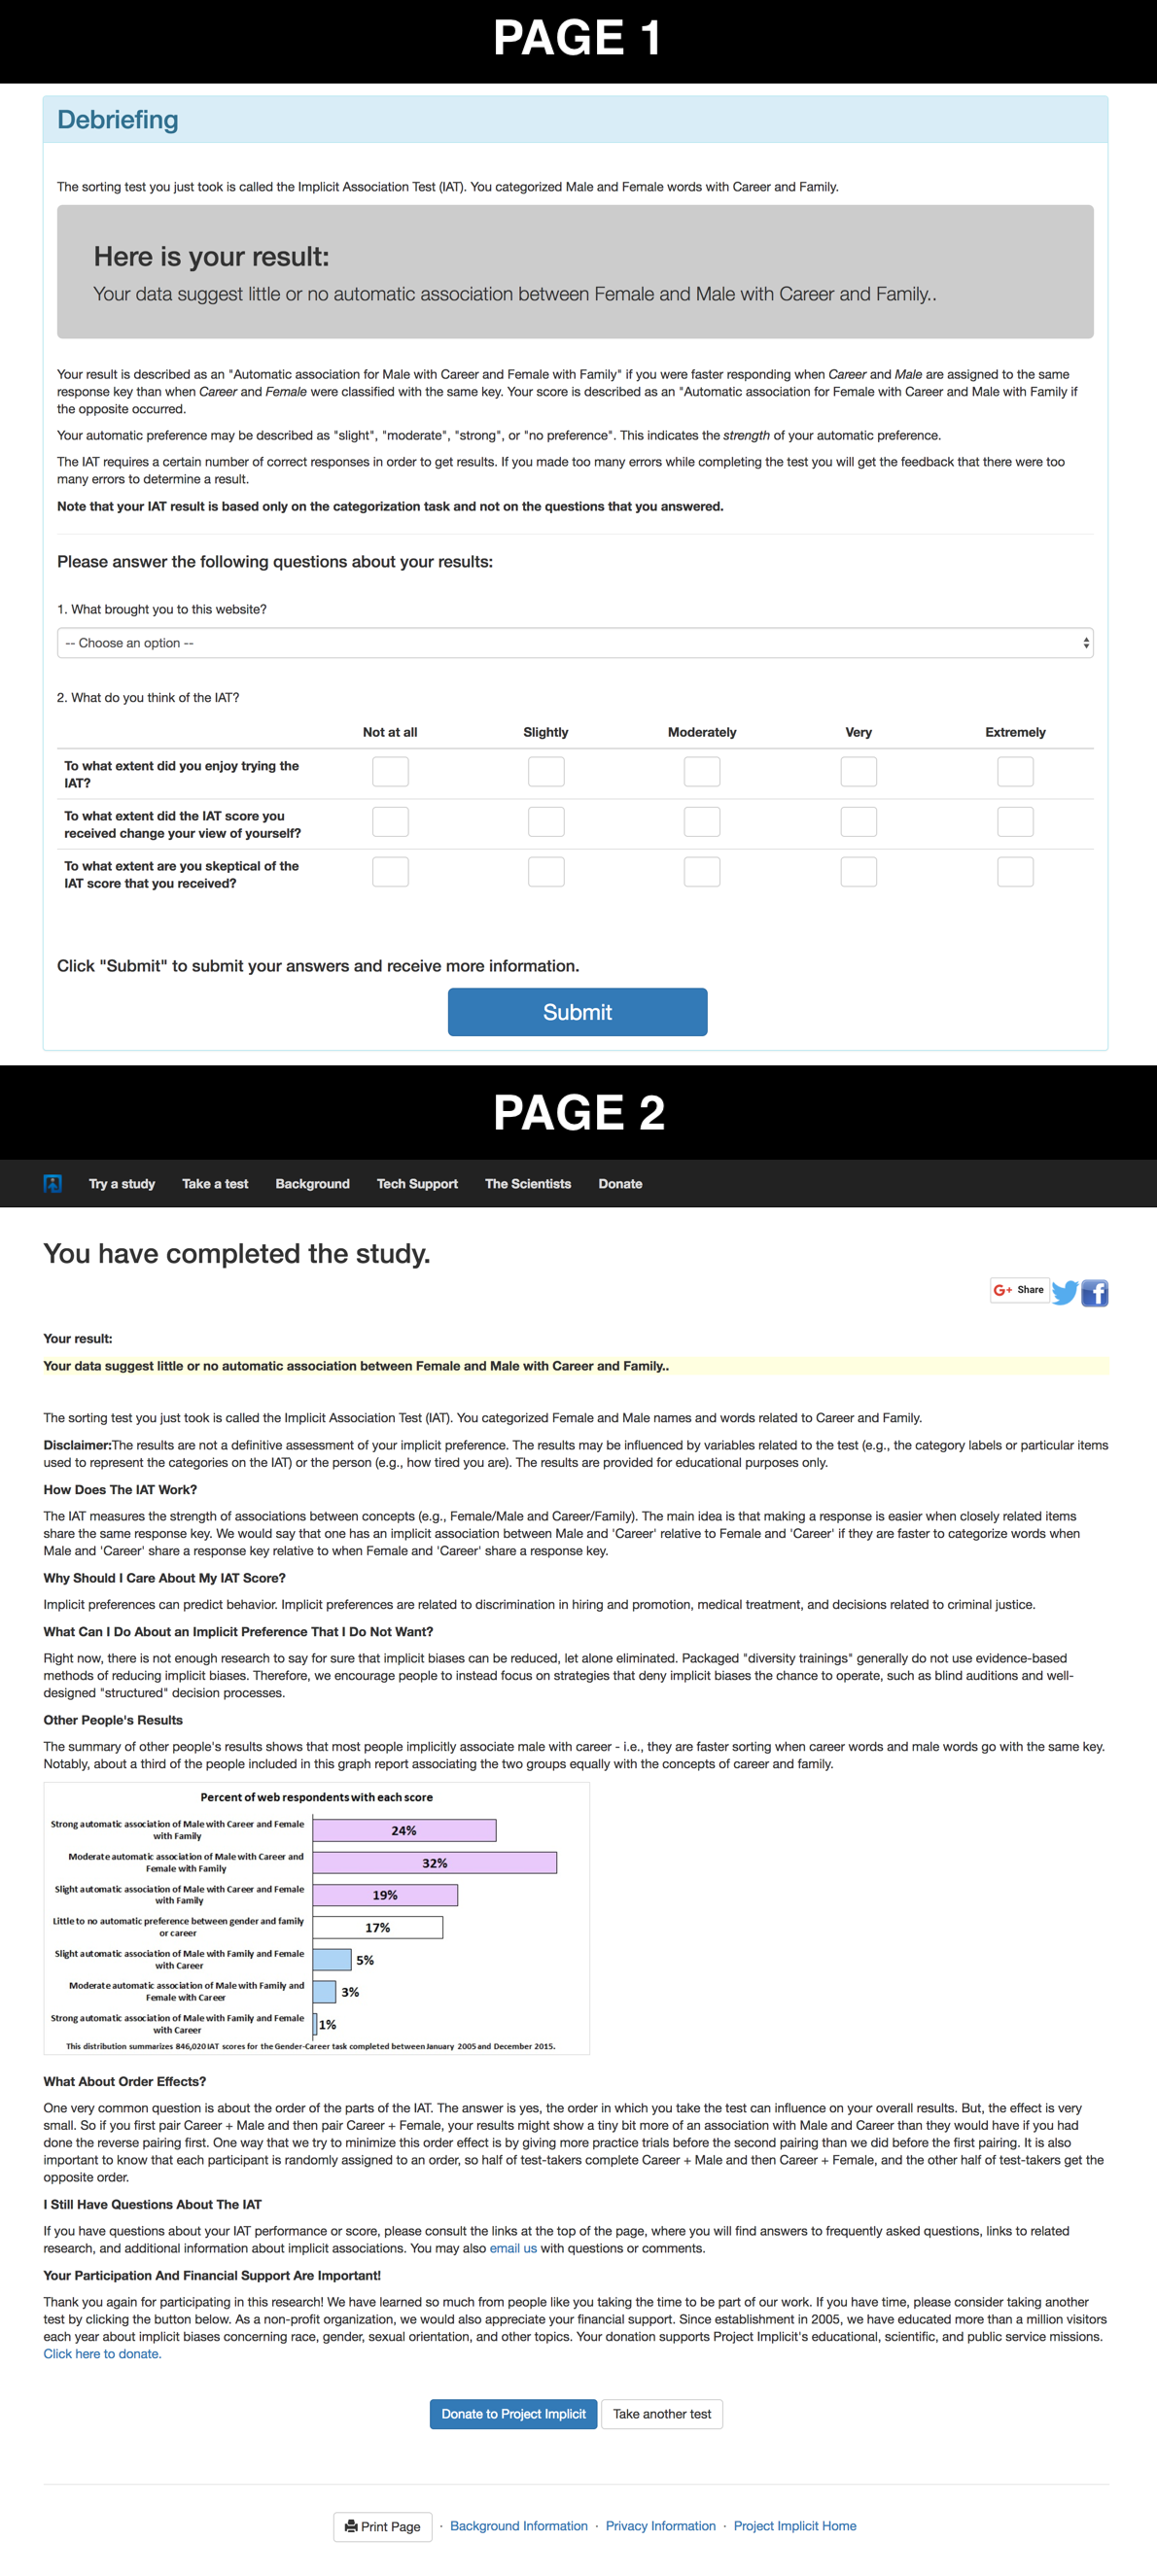 PAGE 1
Debriefing
The sorting test you just took is called the Implicit Association Test (IAT). You categorized Male and Female words with Career and Family.
Here is your result:
Your data suggest little or no automatic association between Female and Male with Career and Family..
Your result is described as an "Automatic association for Male with Career and Female with Family" if you were faster responding when Career and Male are assigned to the same
response key than when Career and Female were classified with the same key. Your score is described as an "Automatic association for Female with Career and Male with Family if
the opposite occurred.
Your automatic preference may be described as "slight", "moderate", "strong", or "no preference". This indicates the strength of your automatic preference.
The IAT requires a certain number of correct responses in order to get results. If you made too many errors while completing the test you will get the feedback that there were too
many errors to determine a result.
Note that your IAT result is based only on the categorization task and not on the questions that you answered.
Please answer the following questions about your results:
1. What brought you to this website?
-- Choose an option --
2. What do you think of the IAT?
Not at all Slightly Moderately Very Extremely
To what extent did you enjoy trying the
IAT?
To what extent did the IAT score you
received change your view of yourself?
To what extent are you skeptical of the
IAT score that you received?
Click "Submit" to submit your answers and receive more information.
Submit
PAGE 2
Try a study Take a test Background Tech Support The Scientists Donate
You have completed the study.
G+ Share
Your result:
Your data suggest little or no automatic association between Female and Male with Career and Family..
The sorting test you just took is called the Implicit Association Test (IAT). You categorized Female and Male names and words related to Career and Family.
Disclaimer:The results are not a definitive assessment of your implicit preference. The results may be influenced by variables related to the test (e.g., the category labels or particular items
used to represent the categories on the IAT) or the person (e.g., how tired you are). The results are provided for educational purposes only.
How Does The IAT Work?
The IAT measures the strength of associations between concepts (e.g., Female/Male and Career/Family). The main idea is that making a response is easier when closely related items
share the same response key. We would say that one has an implicit association between Male and 'Career' relative to Female and 'Career' if they are faster to categorize words when
Male and 'Career' share a response key relative to when Female and 'Career' share a response key.
Why Should I Care About My IAT Score?
Implicit preferences can predict behavior. Implicit preferences are related to discrimination in hiring and promotion, medical treatment, and decisions related to criminal justice.
What Can I Do About an Implicit Preference That I Do Not Want?
Right now, there is not enough research to say for sure that implicit biases can be reduced, let alone eliminated. Packaged "diversity trainings" generally do not use evidence-based
methods of reducing implicit biases. Therefore, we encourage people to instead focus on strategies that deny implicit biases the chance to operate, such as blind auditions and well-
designed "structured" decision processes.
Other People's Results
The summary of other people's results shows that most people implicitly associate male with career - i.e., they are faster sorting when career words and male words go with the same key.
Notably, about a third of the people included in this graph report associating the two groups equally with the concepts of career and family.
Percent of web respondents with each score
Strong automatic association of Male with Career and Female
with Family
24%
Moderate automatic association of Male with Career and
Female with Family
32%
Slight automatic association of Male with Career and Female
with Family
19%
Little to no automatic preference between gender and family
or career
17%
Slight automatic association of Male with Family and Female
with Career
5%
Moderate automatic association of Male with Family and
Female with Career
3%
Strong automatic association of Male with Family and Female
with Career
1%
This distribution summarizes 846,020 IAT scores for the Gender-Career task completed between January 2005 and December 2015.
What About Order Effects?
One very common question is about the order of the parts of the IAT. The answer is yes, the order in which you take the test can influence on your overall results. But, the effect is very
small. So if you first pair Career + Male and then pair Career + Female, your results might show a tiny bit more of an association with Male and Career than they would have if you had
done the reverse pairing first. One way that we try to minimize this order effect is by giving more practice trials before the second pairing than we did before the first pairing. It is also
important to know that each participant is randomly assigned to an order, so half of test-takers complete Career + Male and then Career + Female, and the other half of test-takers get the
opposite order.
I Still Have Questions About The IAT
If you have questions about your IAT performance or score, please consult the links at the top of the page, where you will find answers to frequently asked questions, links to related
research, and additional information about implicit associations. You may also email us with questions or comments.
Your Participation And Financial Support Are Important!
Thank you again for participating in this research! We have learned so much from people like you taking the time to be part of our work. If you have time, please consider taking another
test by clicking the button below. As a non-profit organization, we would also appreciate your financial support. Since establishment in 2005, we have educated more than a million visitors
each year about implicit biases concerning race, gender, sexual orientation, and other topics. Your donation supports Project Implicit's educational, scientific, and public service missions.
Click here to donate.
Donate to Project Implicit Take another test
Print Page · Background Information · Privacy Information · Project Implicit Home